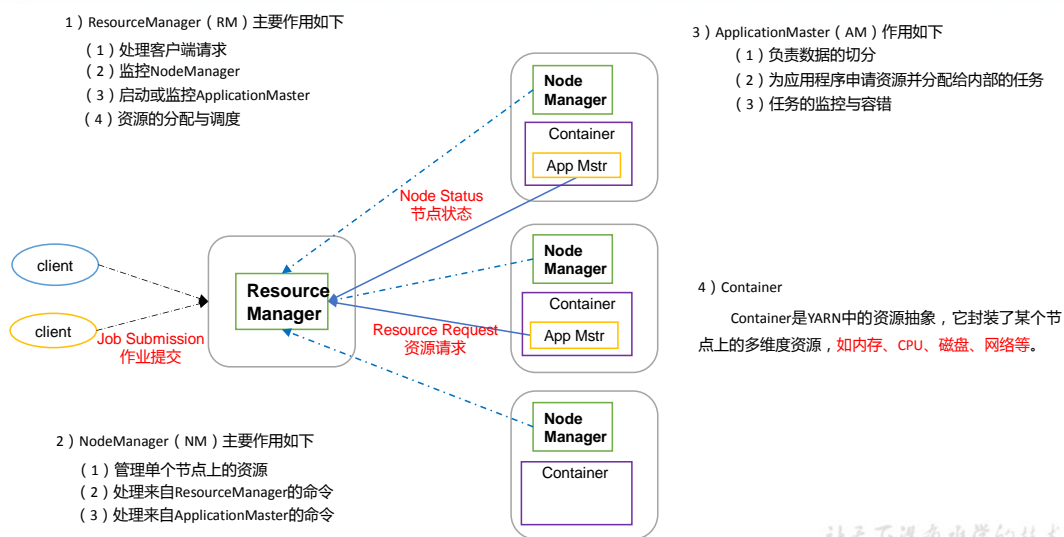 1）ResourceManager（RM）主要作用如下
（1）处理客户端请求
（2）监控NodeManager
（3）启动或监控ApplicationMaster
（4）资源的分配与调度
3）ApplicationMaster（AM）作用如下
（1）负责数据的切分
（2）为应用程序申请资源并分配给内部的任务
（3）任务的监控与容错
Node
Manager
Container
App Mstr
Node Status
节点状态
client
client
Job Submission
作业提交
Resource
Manager
Node
Manager
Container
App Mstr
Resource Request
资源请求
4）Container
Container是YARN中的资源抽象，它封装了某个节
点上的多维度资源，如内存、CPU、磁盘、网络等。
Node
Manager
Container
2）NodeManager（NM）主要作用如下
（1）管理单个节点上的资源
（2）处理来自ResourceManager的命令
（3）处理来自ApplicationMaster的命令